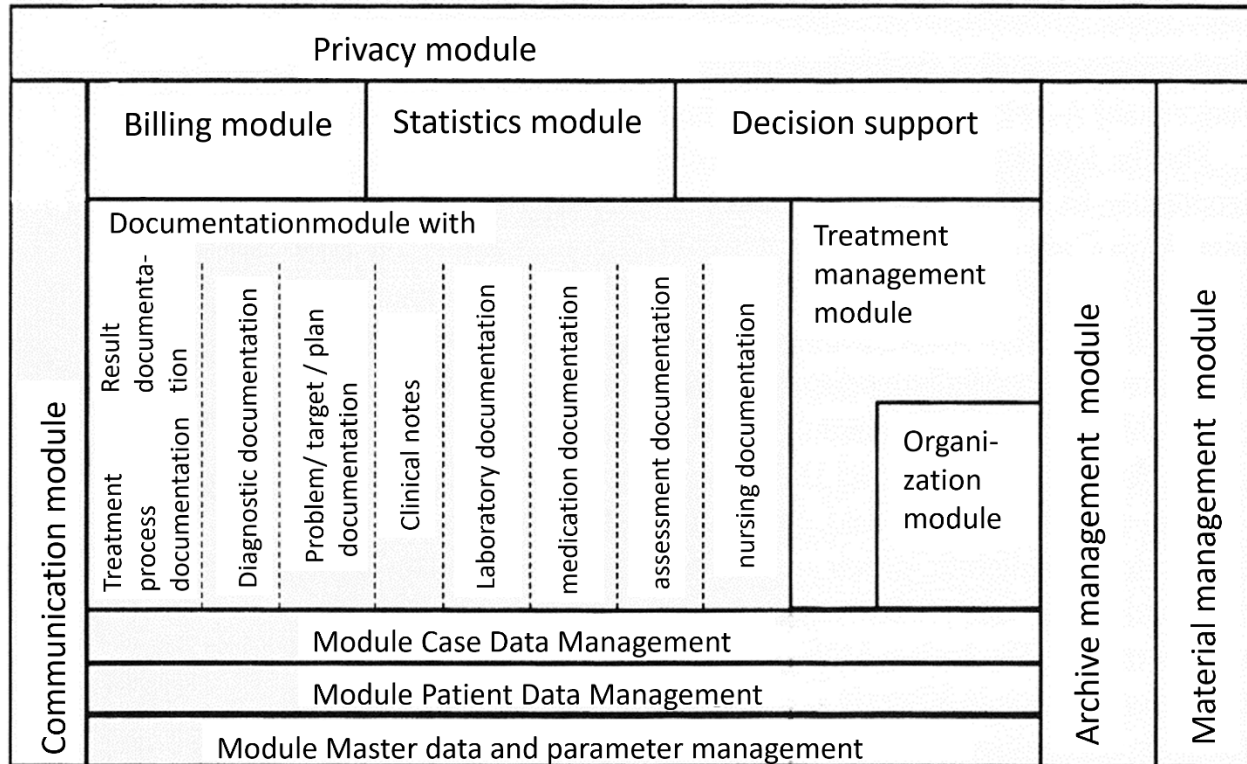 Privacy module
Communication module
Billing module
Statistics module
Decision support
Documentationmodule with
Treatment
process
documentation
Result
documenta-
tion
Diagnostic documentation
Problem/ target / plan
documentation
Clinical notes
Laboratory documentation
medication documentation
assessment documentation
nursing documentation
Treatment
management
module
Organi-
zation
module
Module Case Data Management
Module Patient Data Management
Module Master data and parameter management
Archive management module
Material management module